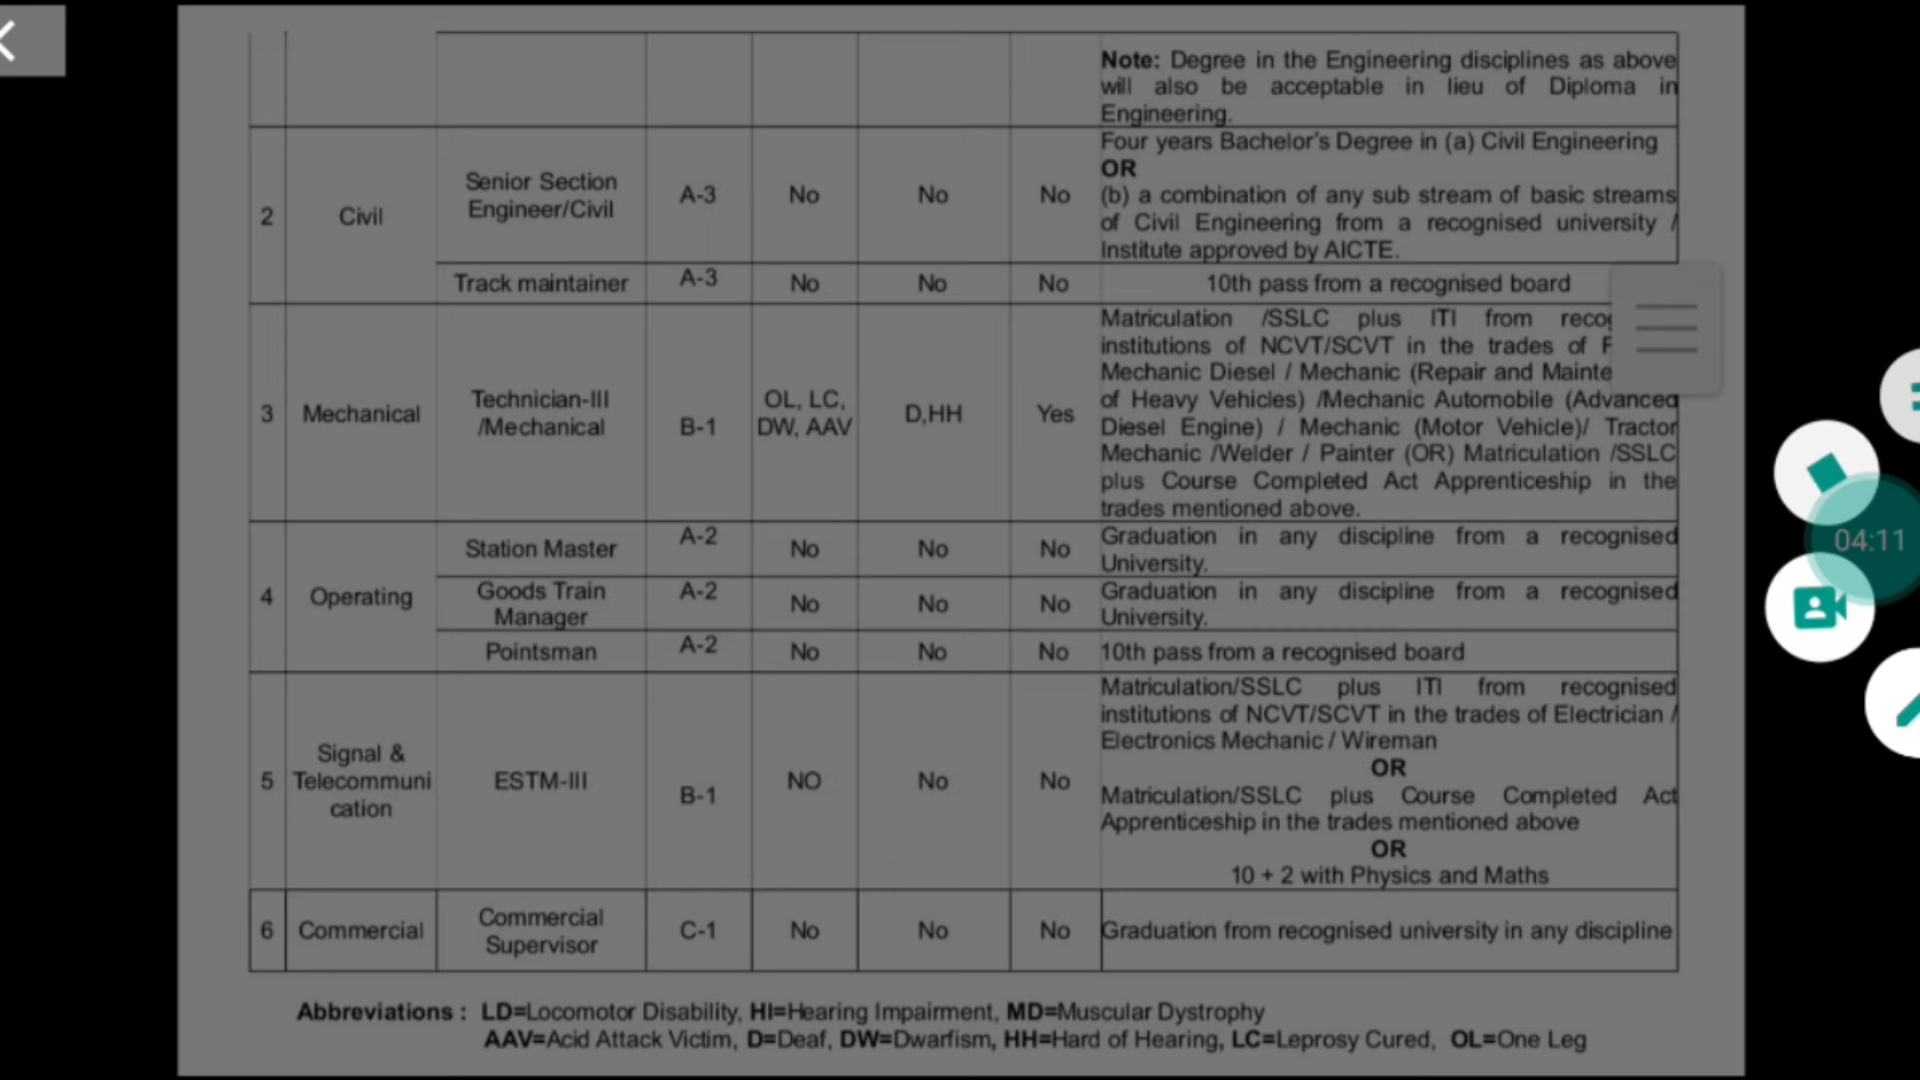 Note: Degree in the Engineering disciplines as above
will also be acceptable in lieu of Diploma in
Engineering.
2 Civil
Senior Section
Engineer/Civil
A-3 No No No
Four years Bachelor's Degree in (a) Civil Engineering
OR
(b) a combination of any sub stream of basic streams
of Civil Engineering from a recognised university /
Institute approved by AICTE.
Track maintainer A-3 No No No 10th pass from a recognised board
3 Mechanical
Technician-III
/Mechanical
B-1
OL, LC,
DW, AAV
D,HH Yes
Matriculation /SSLC plus ITI from
institutions of NCVT/SCVT in the trades of
Mechanic Diesel / Mechanic (Repair and
of Heavy Vehicles) /Mechanic Automobile (Advanced
Diesel Engine) / Mechanic (Motor Vehicle)/ Tractor
Mechanic /Welder / Painter (OR) Matriculation /SSLC
plus Course Completed Act Apprenticeship in the
trades mentioned above.
4 Operating
Station Master A-2 No No No
Graduation in any discipline from a recognised
University.
Goods Train
Manager
A-2 No No No
Graduation in any discipline from a recognised
University.
Pointsman A-2 No No No 10th pass from a recognised board
5
Signal &
Telecommuni
cation
ESTM-III B-1 NO No No
Matriculation/SSLC plus ITI from recognised
institutions of NCVT/SCVT in the trades of Electrician /
Electronics Mechanic / Wireman
OR
Matriculation/SSLC plus Course Completed Act
Apprenticeship in the trades mentioned above
OR
10 + 2 with Physics and Maths
6 Commercial
Commercial
Supervisor
C-1 No No No Graduation from recognised university in any discipline
Abbreviations : LD=Locomotor Disability, HI=Hearing Impairment, MD=Muscular Dystrophy
AAV=Acid Attack Victim, D=Deaf, DW=Dwarfism, HH=Hard of Hearing, LC=Leprosy Cured, OL=One Leg
04:11